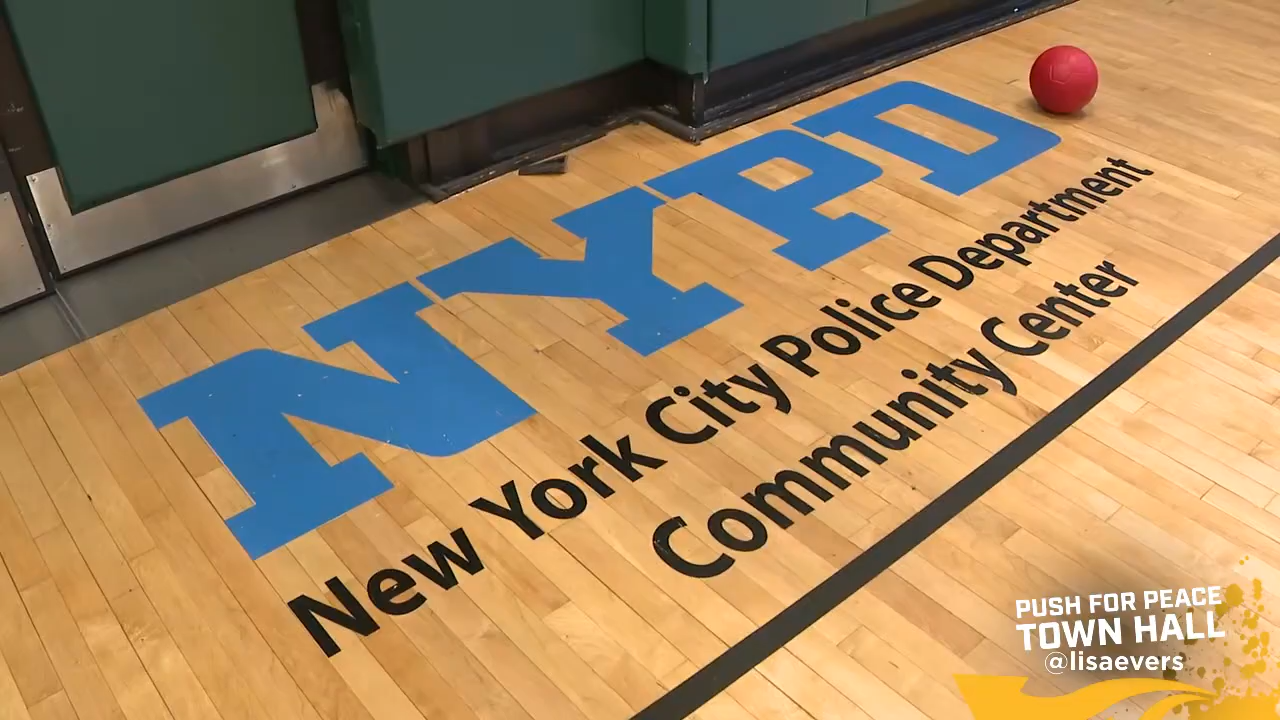 NYPD
New York City Police Department
Community Center
PUSH FOR PEACE
TOWN HALL
@lisaevers